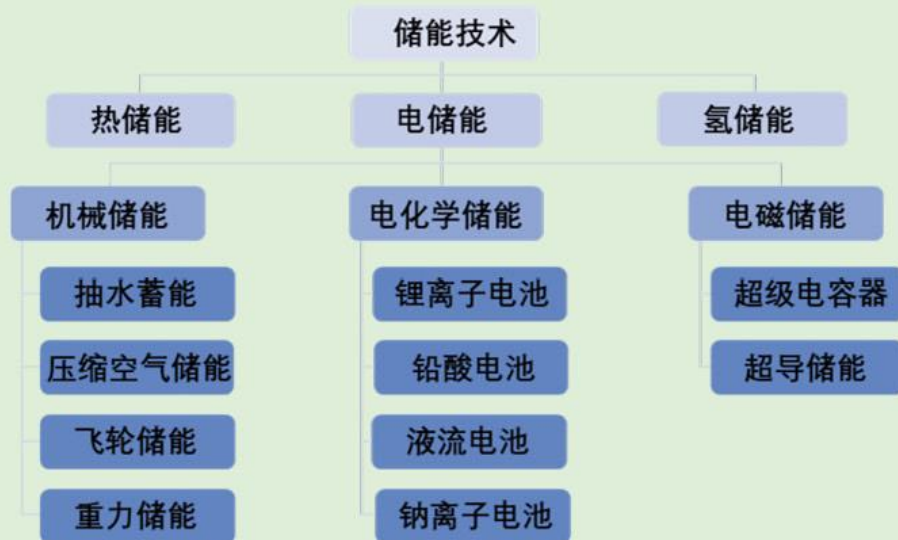 储能技术
热储能
电储能
氢储能
机械储能
电化学储能
电磁储能
抽水蓄能
锂离子电池
超级电容器
压缩空气储能
铅酸电池
超导储能
飞轮储能
液流电池
重力储能
钠离子电池